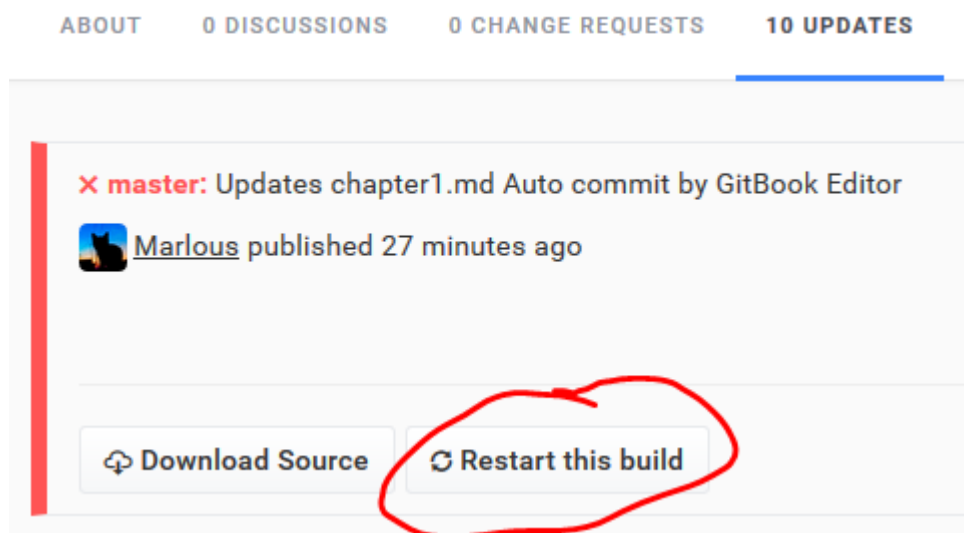 ABOUT 0 DISCUSSIONS 0 CHANGE REQUESTS 10 UPDATES
× master: Updates chapter1.md Auto commit by GitBook Editor
Marlous published 27 minutes ago
Download Source Restart this build